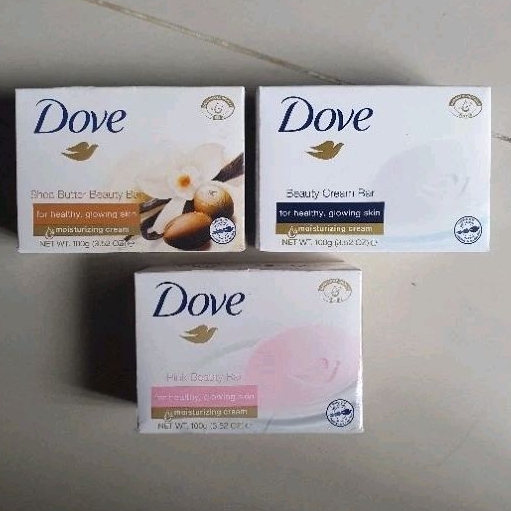 Dove
Shea Butter Beauty Bar
for healthy, glowing skin
moisturizing cream
NET WT. 100g (3.52 OZ) e
Dove
Beauty Cream Bar
for healthy, glowing skin
moisturizing cream
NET WT. 100g (3.52 OZ) e
Dove
Pink Beauty Bar
for healthy, glowing skin
moisturizing cream
NET WT. 100g (3.52 OZ) e